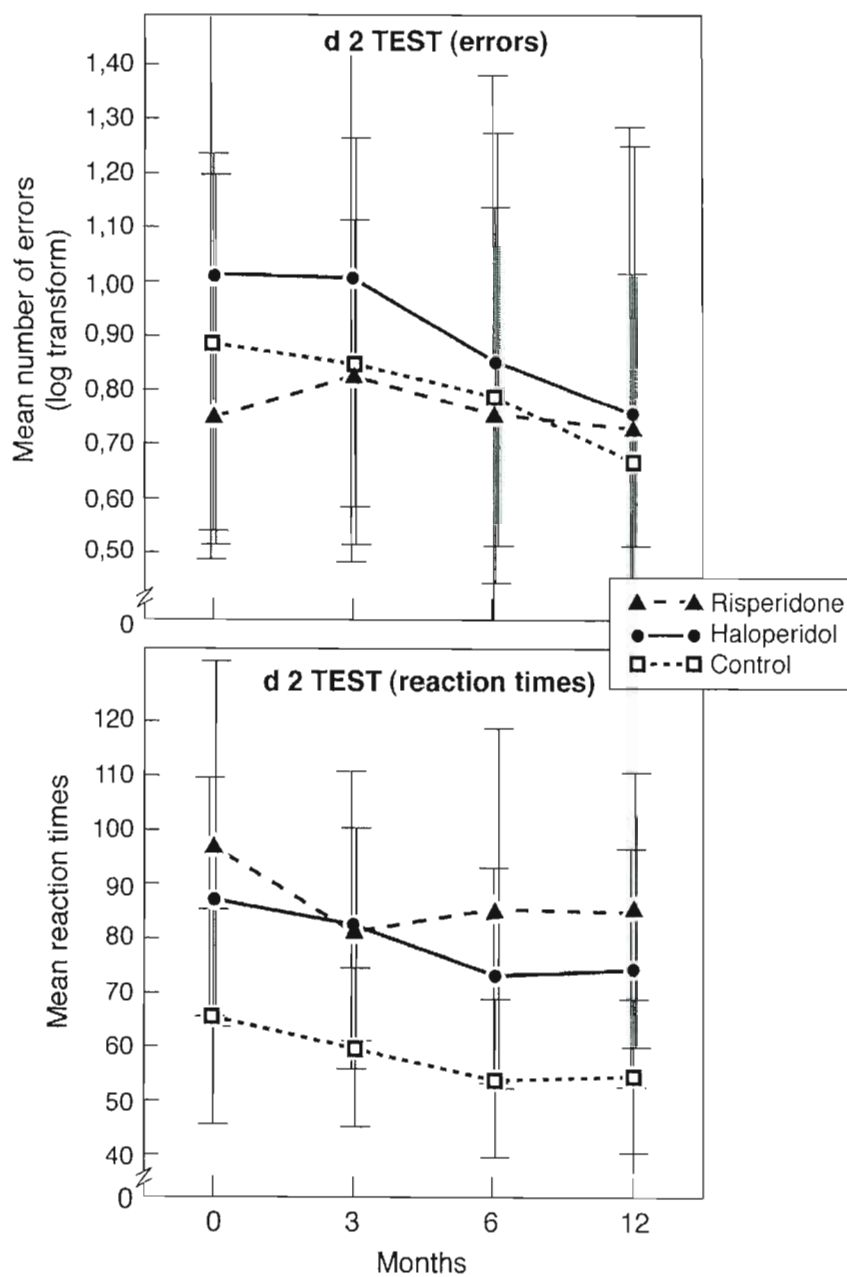 d 2 TEST (errors)
Mean number of errors
(log transform)
1,40
1,30
1,20
1,10
1,00
0,90
0,80
0,70
0,60
0,50
0
Risperidone
Haloperidol
Control
d 2 TEST (reaction times)
Mean reaction times
120
110
100
90
80
70
60
50
40
0
0 3 6 12
Months